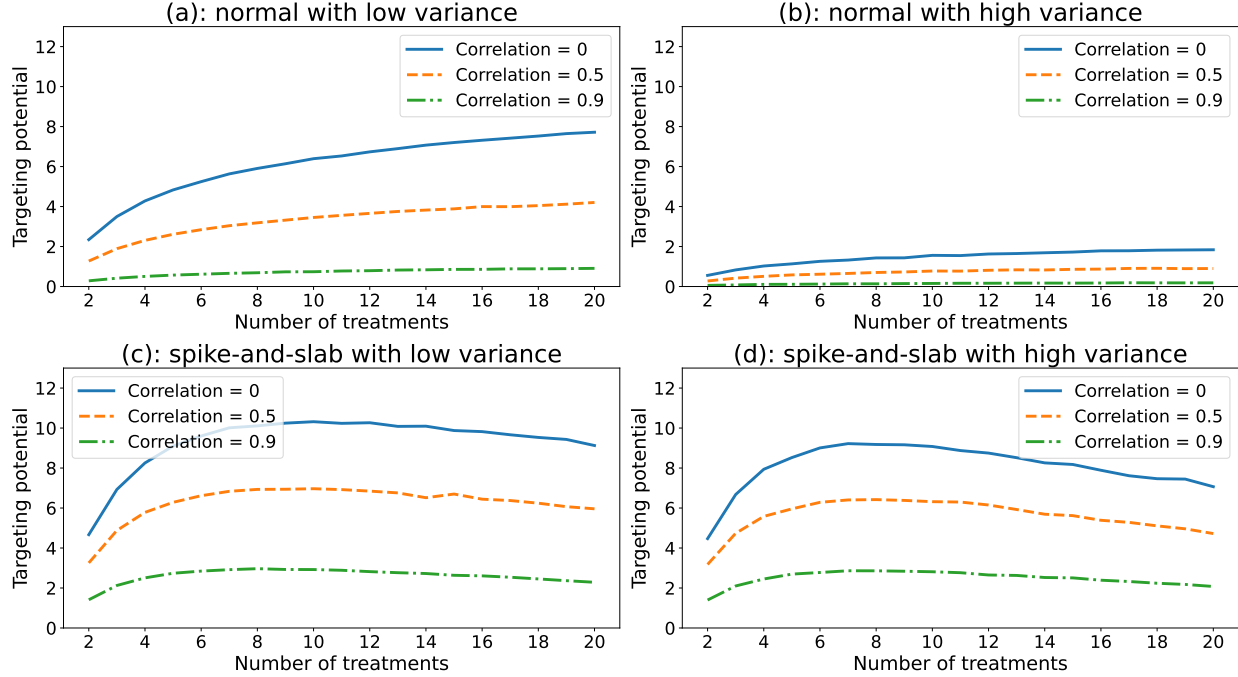 (a): normal with low variance
Targeting potential
12
10
8
6
4
2
0
Correlation = 0
Correlation = 0.5
Correlation = 0.9
2 4 6 8 10 12 14 16 18 20
Number of treatments
(b): normal with high variance
Targeting potential
12
10
8
6
4
2
0
Correlation = 0
Correlation = 0.5
Correlation = 0.9
2 4 6 8 10 12 14 16 18 20
Number of treatments
(c): spike-and-slab with low variance
Targeting potential
12
10
8
6
4
2
0
Correlation = 0
Correlation = 0.5
Correlation = 0.9
2 4 6 8 10 12 14 16 18 20
Number of treatments
(d): spike-and-slab with high variance
Targeting potential
12
10
8
6
4
2
0
Correlation = 0
Correlation = 0.5
Correlation = 0.9
2 4 6 8 10 12 14 16 18 20
Number of treatments